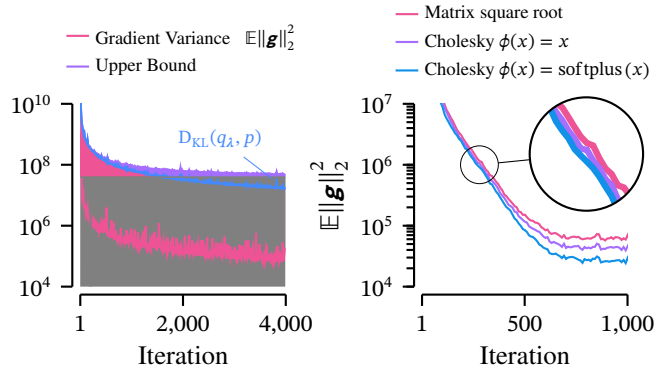 Gradient Variance 𝔼||g||₂²
Upper Bound
10¹⁰
10⁸
10⁶
10⁴
D_KL(q_λ, p)
1
2,000
4,000
Iteration
Matrix square root
Cholesky ϕ(x) = x
Cholesky ϕ(x) = softplus(x)
𝔼||g||₂²
10⁷
10⁶
10⁵
10⁴
1
500
1,000
Iteration